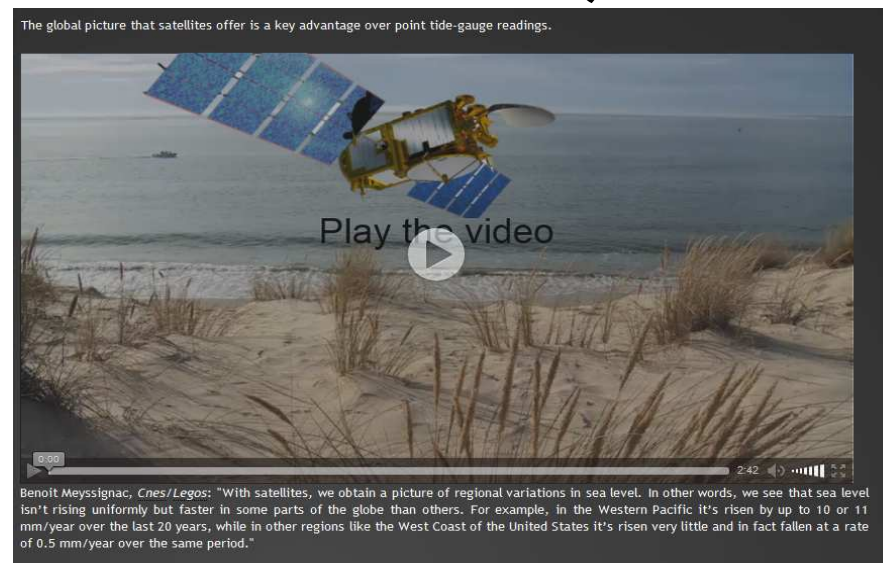 The global picture that satellites offer is a key advantage over point tide-gauge readings.
Play the video
0:00
2:42
Benoit Meyssignac, Cnes/Legos: "With satellites, we obtain a picture of regional variations in sea level. In other words, we see that sea level
isn't rising uniformly but faster in some parts of the globe than others. For example, in the Western Pacific it's risen by up to 10 or 11
mm/year over the last 20 years, while in other regions like the West Coast of the United States it's risen very little and in fact fallen at a rate
of 0.5 mm/year over the same period."